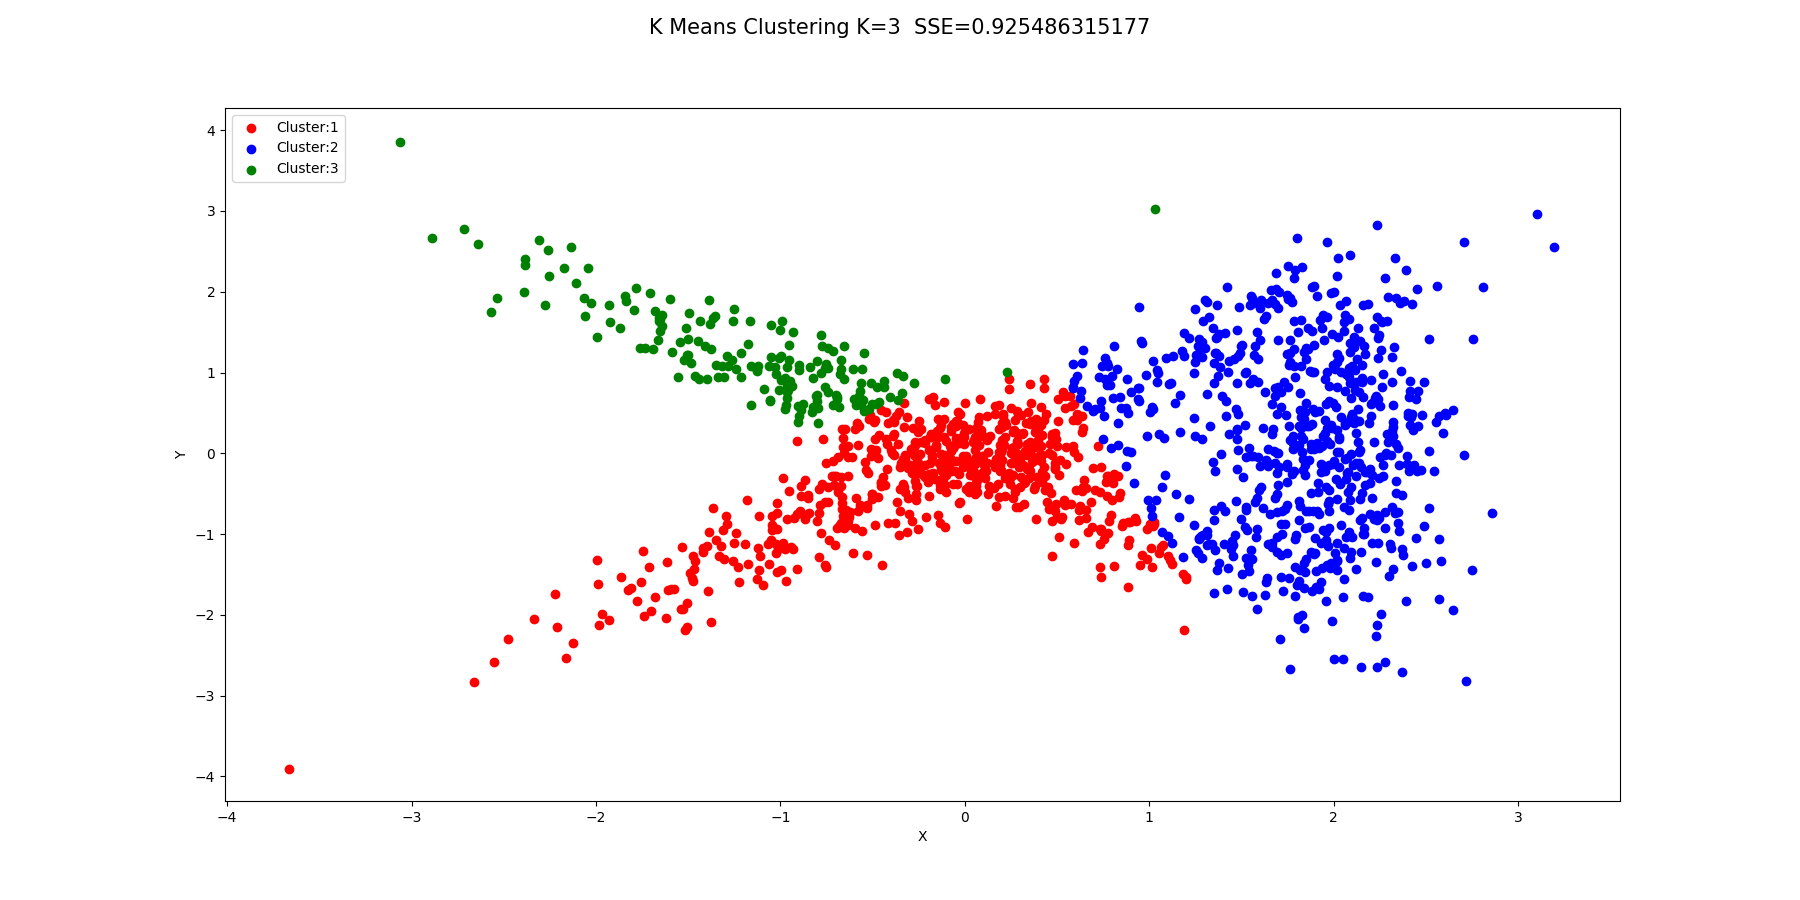 K Means Clustering K=3  SSE=0.925486315177
Cluster:1
Cluster:2
Cluster:3
4
3
2
1
0
−1
−2
−3
−4
Y
−4 −3 −2 −1 0 1 2 3
X